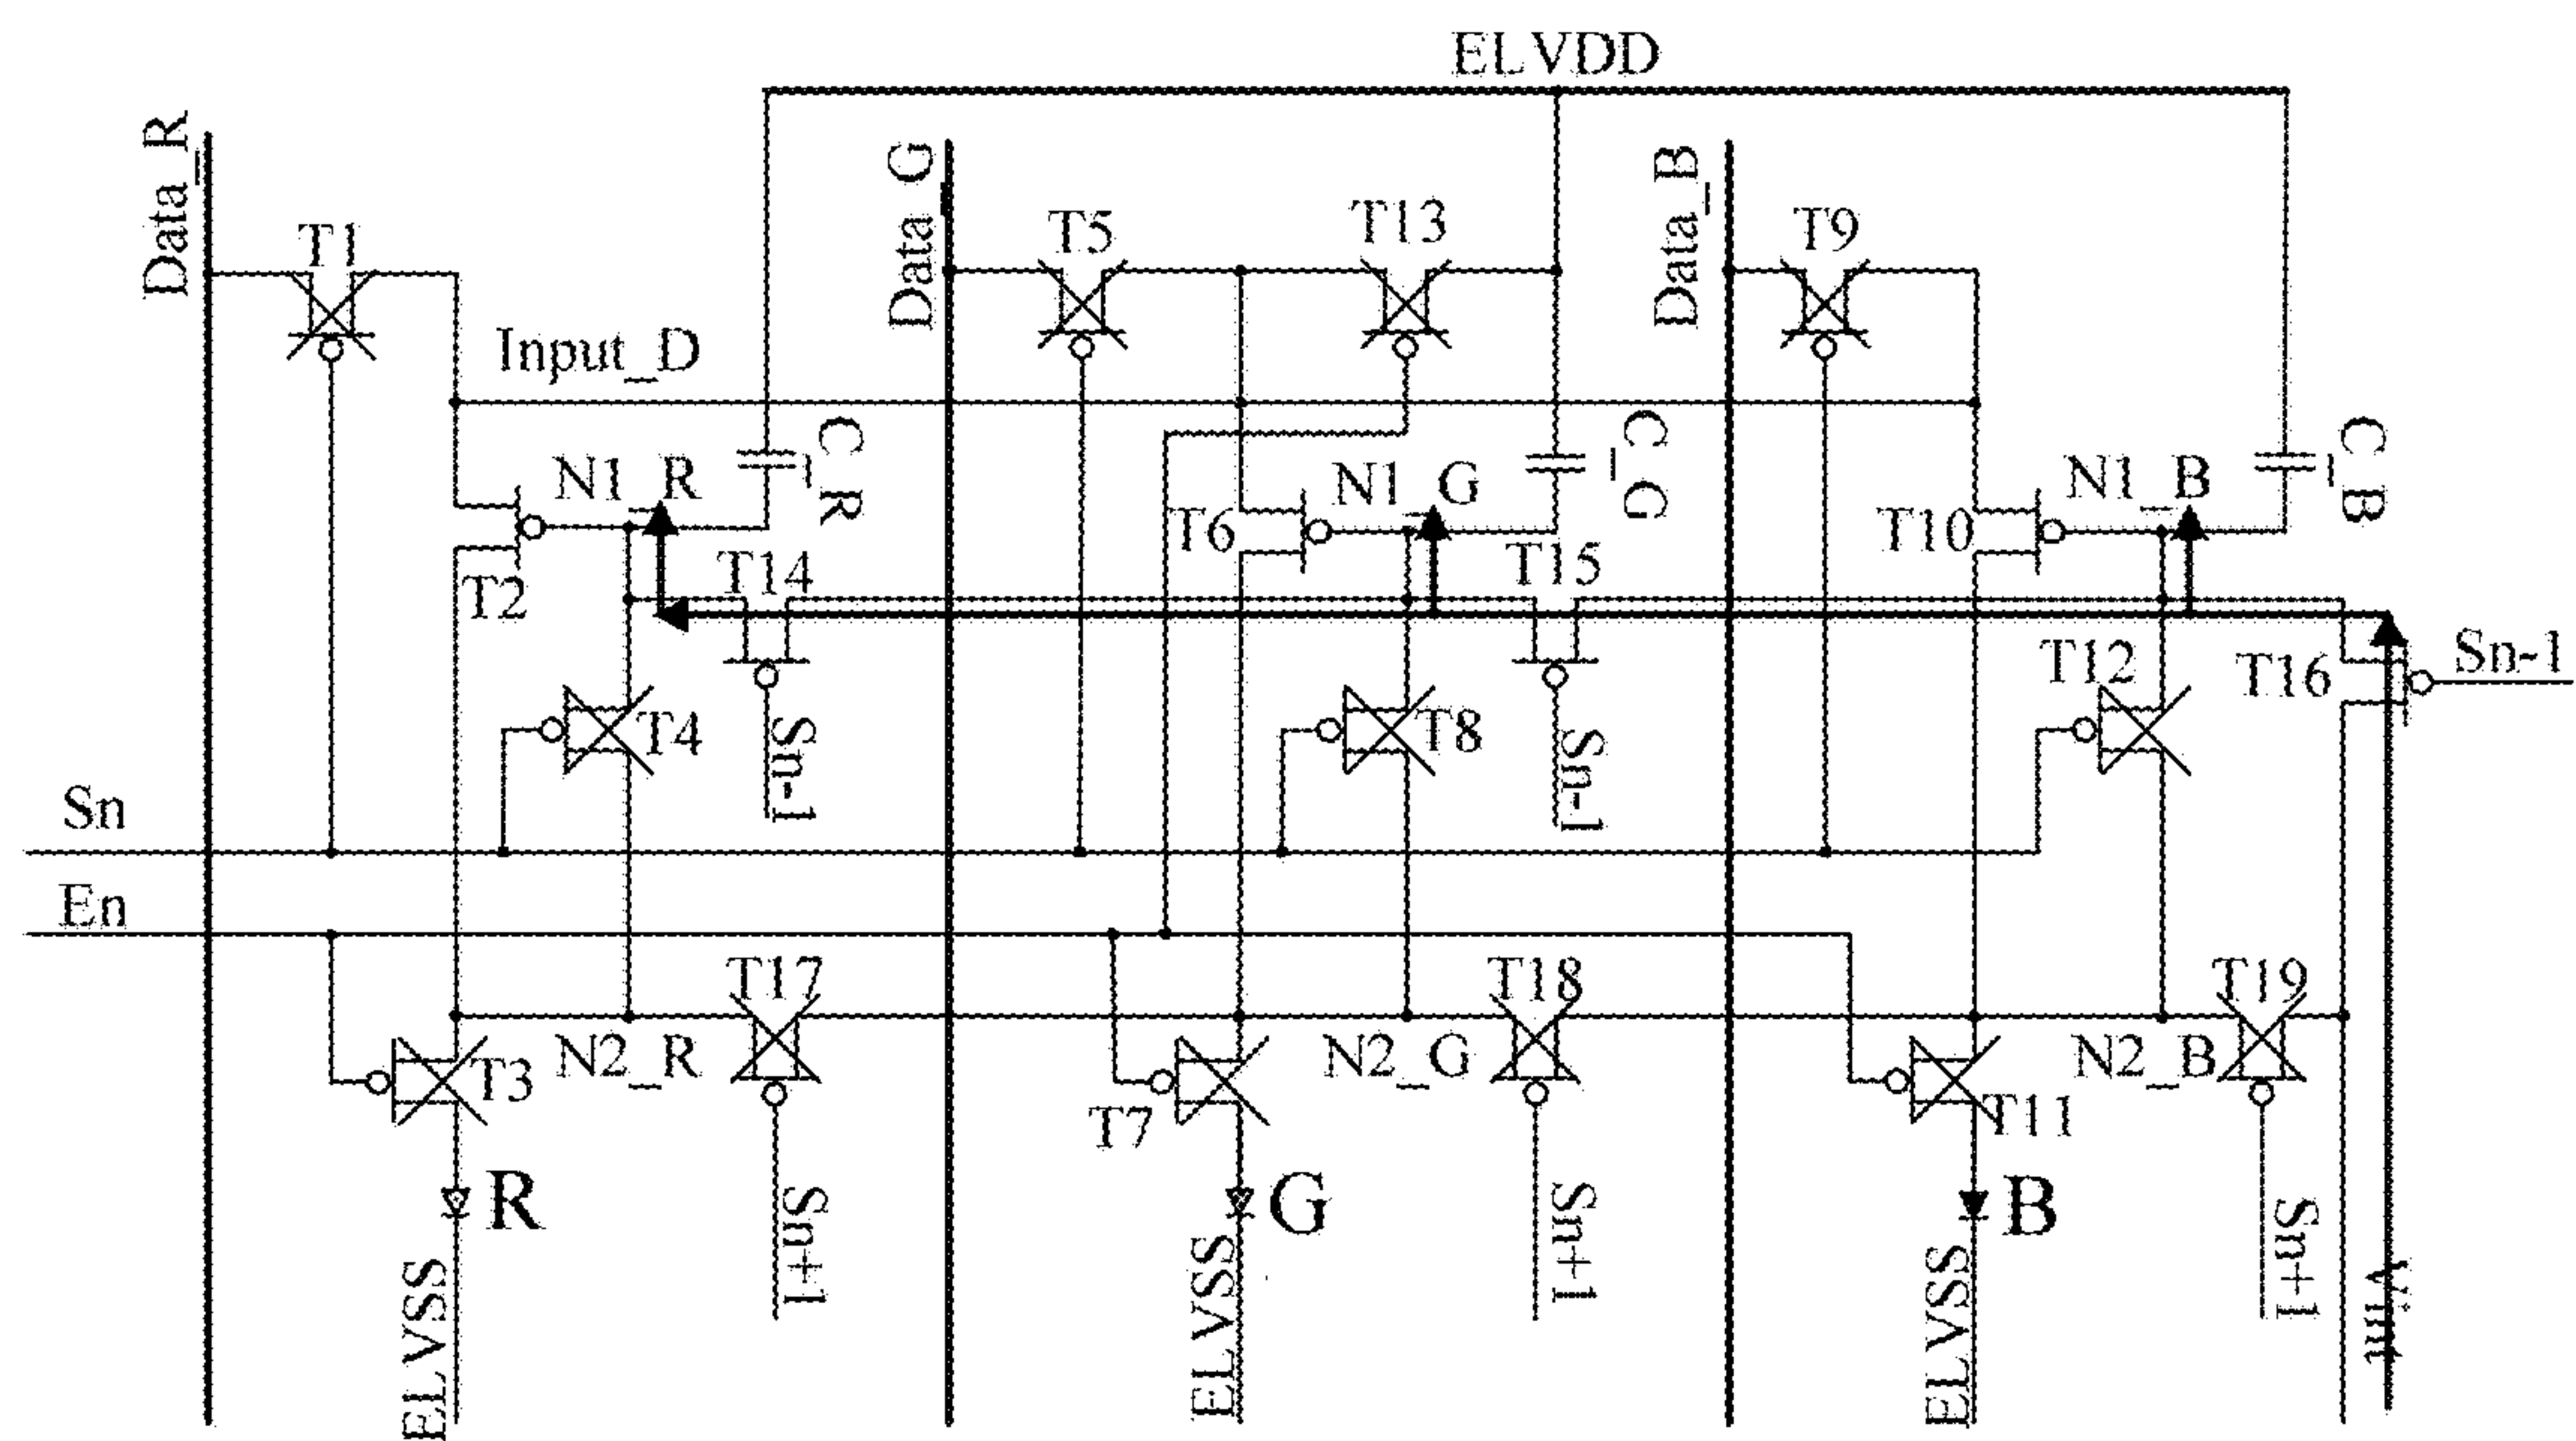 ELVDD
Data_R
Data_G
Data_B
T1
T5
T13
T9
Input_D
C_R
C_G
C_B
N1_R
N1_G
N1_B
T2
T6
T10
T14
T15
T12
T16
Sn-1
T4
T8
Sn-1
Sn-1
Sn
En
T17
T18
T19
N2_R
N2_G
N2_B
T3
T7
T11
R
G
B
Sn+1
Sn+1
Sn+1
ELVSS
ELVSS
ELVSS
Vint